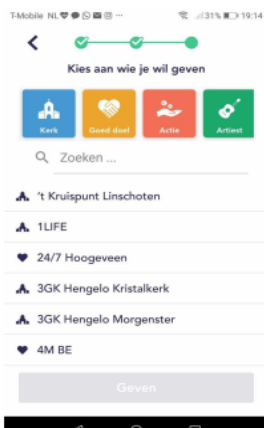 T-Mobile NL 31% 19:14
Kies aan wie je wil geven
Kerk Goed doel Actie Artiest
Zoeken ...
't Kruispunt Linschoten
1LIFE
24/7 Hoogeveen
3GK Hengelo Kristalkerk
3GK Hengelo Morgenster
4M BE
Geven